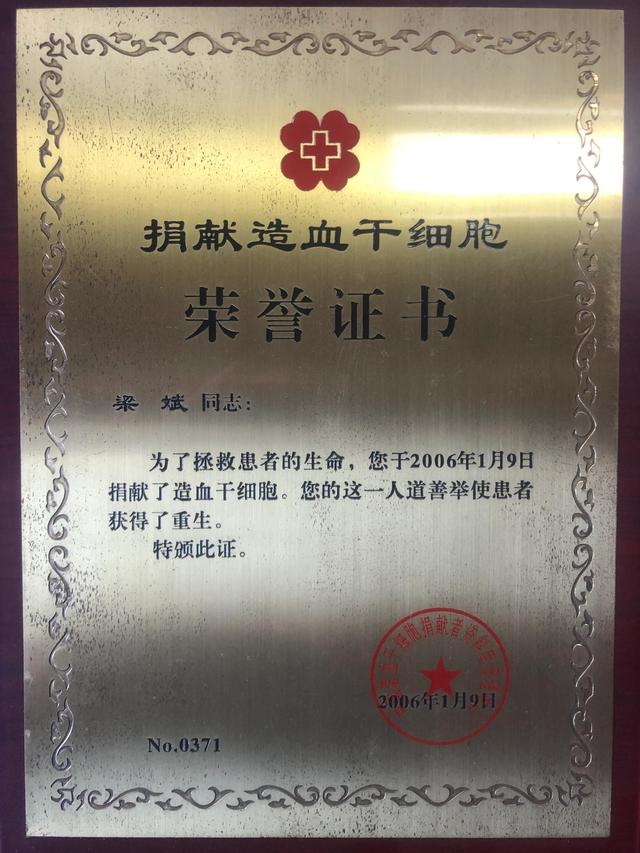 捐献造血干细胞
荣誉证书
梁 斌 同志：
为了拯救患者的生命，您于2006年1月9日
捐献了造血干细胞。您的这一人道善举使患者
获得了重生。
特颁此证。
2006年1月9日
No.0371